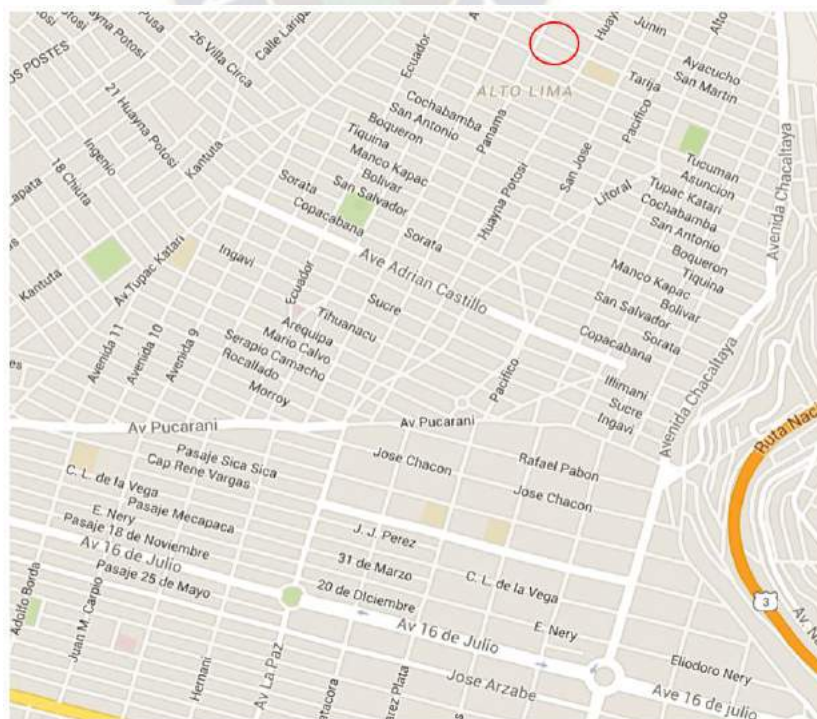 Huayna Potosi
Pusa
Calle Laripa
26 Villa Circa
OS POSTES
21 Huayna Potosi
Ingenio
18 Chiuta
Kantuta
Kantuta
Av.Tupac Katari
Avenida 11
Avenida 10
Avenida 9
Ingavi
Ecuador
Cochabamba
San Antonio
Boqueron
Tiquina
Manco Kapac
Bolivar
San Salvador
Sorata
Copacabana
Sorata
Panama
ALTO LIMA
Junin
Alto
Ayacucho
San Martin
Tarija
Pacifico
San Jose
Huayna Potosi
Litoral
Tucuman
Asuncion
Tupac Katari
Cochabamba
San Antonio
Boqueron
Tiquina
Manco Kapac
Bolivar
San Salvador
Sorata
Copacabana
Avenida Chacaltaya
Ave Adrian Castillo
Sucre
Ecuador
Tihuanacu
Arequipa
Mario Calvo
Serapio Camacho
Rocallado
Morroy
Pacifico
Illimani
Sucre
Ingavi
Avenida Chacaltaya
Av Pucarani
Av Pucarani
Pasaje Sica Sica
Cap Rene Vargas
C. L. de la Vega
Pasaje Mecapaca
E. Nery
Pasaje 18 de Noviembre
Av 16 de Julio
Pasaje 25 de Mayo
Adolfo Borda
Juan M. Carpio
Hernani
Av La Paz
Jose Chacon
Rafael Pabon
Jose Chacon
J. J. Perez
31 de Marzo
20 de DIciembre
C. L. de la Vega
E. Nery
Av 16 de Julio
Jose Arzabe
Eliodoro Nery
Ave 16 de julio
Ruta Nac
3